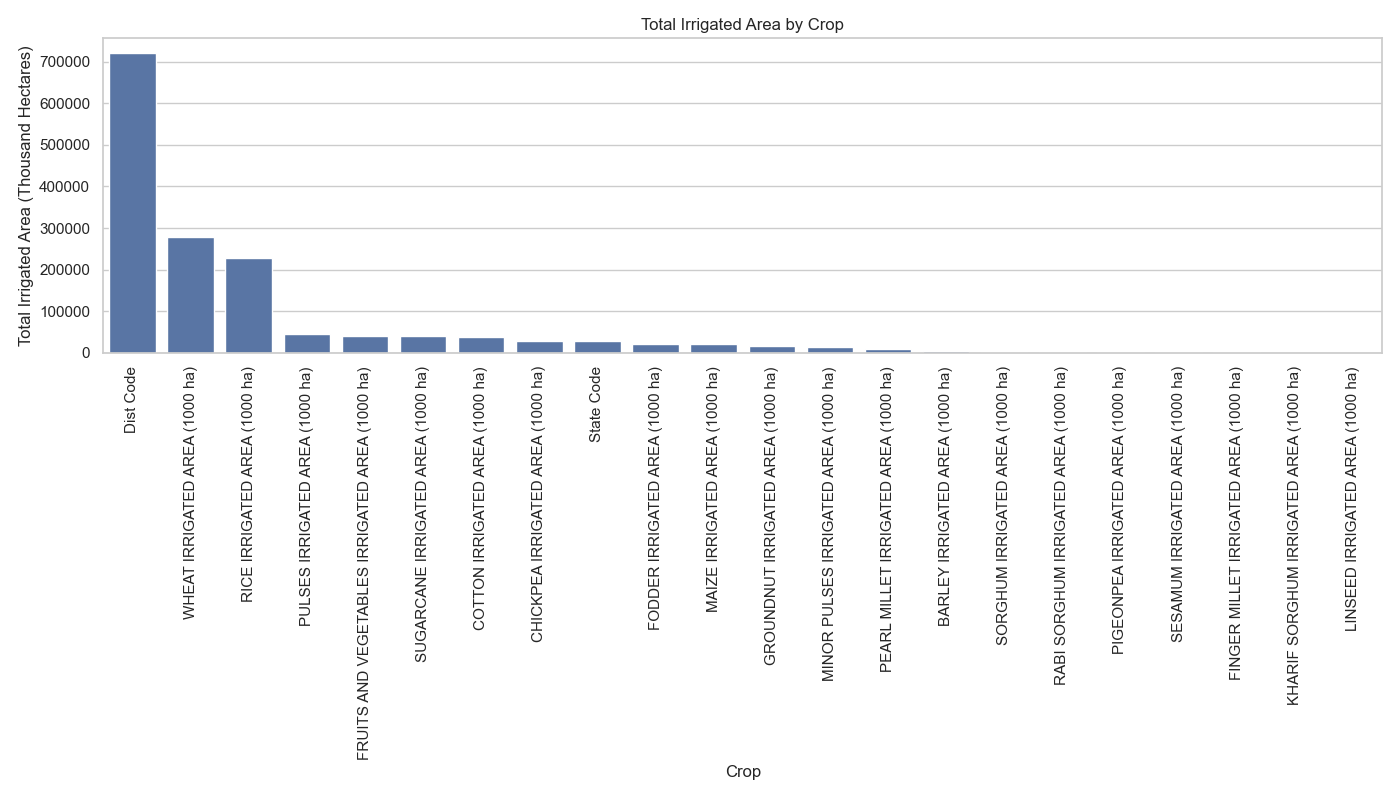 Total Irrigated Area by Crop
Total Irrigated Area (Thousand Hectares)
700000
600000
500000
400000
300000
200000
100000
0
Dist Code
WHEAT IRRIGATED AREA (1000 ha)
RICE IRRIGATED AREA (1000 ha)
PULSES IRRIGATED AREA (1000 ha)
FRUITS AND VEGETABLES IRRIGATED AREA (1000 ha)
SUGARCANE IRRIGATED AREA (1000 ha)
COTTON IRRIGATED AREA (1000 ha)
CHICKPEA IRRIGATED AREA (1000 ha)
State Code
FODDER IRRIGATED AREA (1000 ha)
MAIZE IRRIGATED AREA (1000 ha)
GROUNDNUT IRRIGATED AREA (1000 ha)
MINOR PULSES IRRIGATED AREA (1000 ha)
PEARL MILLET IRRIGATED AREA (1000 ha)
BARLEY IRRIGATED AREA (1000 ha)
SORGHUM IRRIGATED AREA (1000 ha)
RABI SORGHUM IRRIGATED AREA (1000 ha)
PIGEONPEA IRRIGATED AREA (1000 ha)
SESAMUM IRRIGATED AREA (1000 ha)
FINGER MILLET IRRIGATED AREA (1000 ha)
KHARIF SORGHUM IRRIGATED AREA (1000 ha)
LINSEED IRRIGATED AREA (1000 ha)
Crop